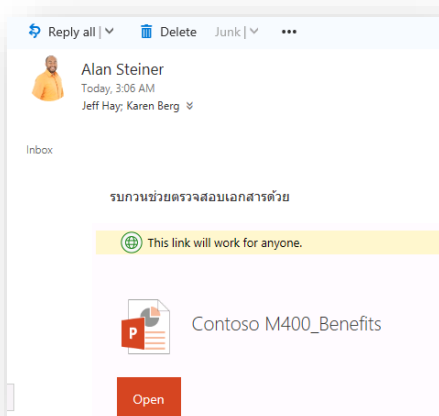 Reply all |
Delete
Junk |
Alan Steiner
Today, 3:06 AM
Jeff Hay; Karen Berg
Inbox
รบกวนช่วยตรวจสอบเอกสารด้วย
This link will work for anyone.
P
Contoso M400_Benefits
Open